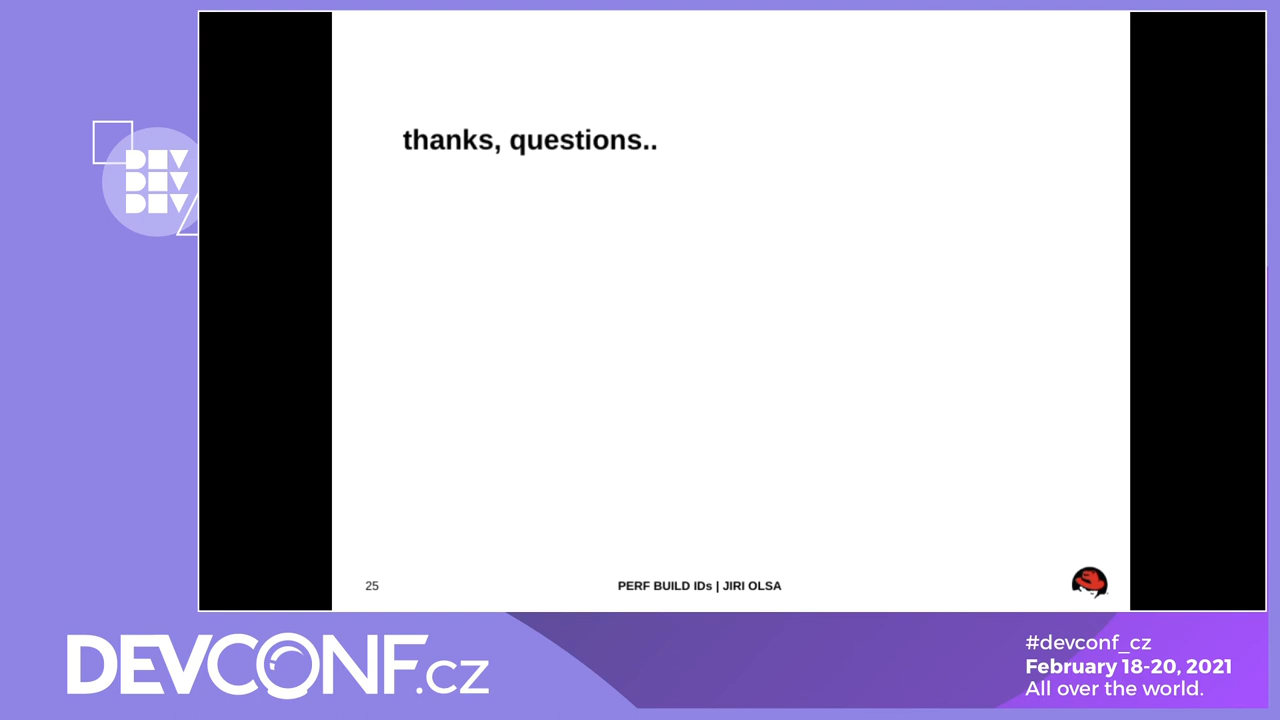 thanks, questions..
DEV
DEV
DEV
25
PERF BUILD IDs | JIRI OLSA
DEVCONF.CZ
#devconf_cz
February 18-20, 2021
All over the world.